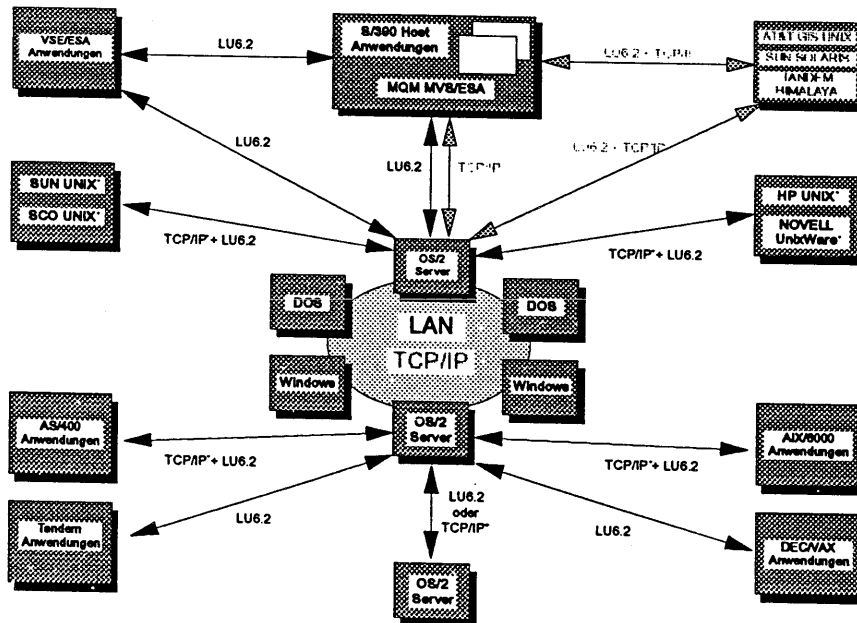 VSE/ESA
Anwendungen
LU6.2
S/390 Host
Anwendungen
MQM MVS/ESA
LU6.2 + TCP/IP
AT&T GIS UNIX
SUN SOLARIS
TANDEM
HIMALAYA
LU6.2
LU6.2
TCP/IP
LU6.2 + TCP/IP
SUN UNIX*
SCO UNIX*
TCP/IP*+ LU6.2
OS/2
Server
TCP/IP*+ LU6.2
HP UNIX*
NOVELL
UnixWare*
DOS
DOS
LAN
TCP/IP
Windows
Windows
AS/400
Anwendungen
TCP/IP*+ LU6.2
OS/2
Server
TCP/IP*+ LU6.2
AIX/6000
Anwendungen
Tandem
Anwendungen
LU6.2
LU6.2
oder
TCP/IP*
LU6.2
DEC/VAX
Anwendungen
OS/2
Server